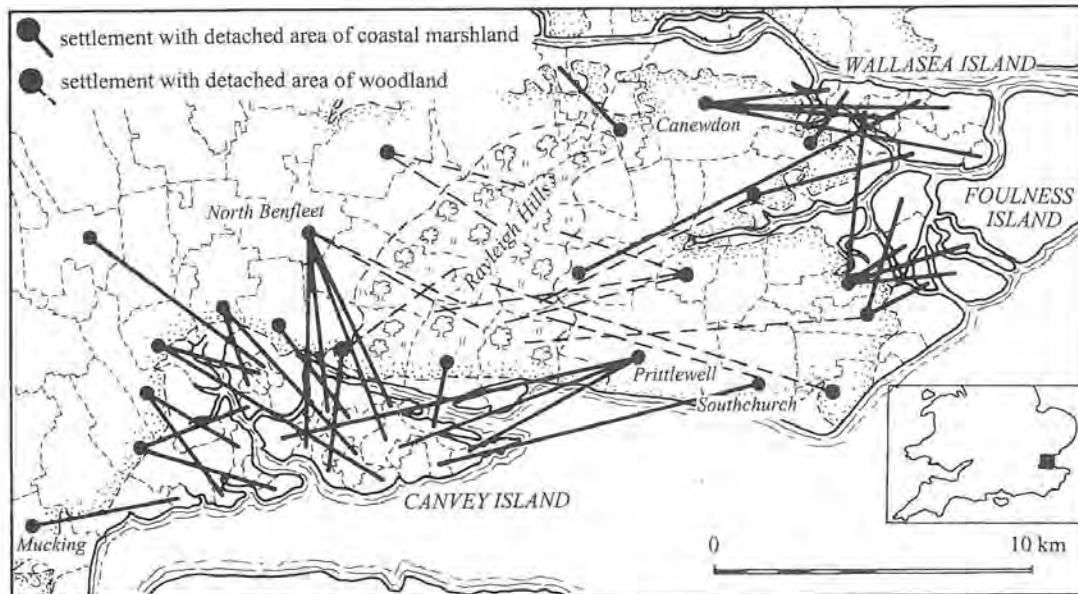 settlement with detached area of coastal marshland
settlement with detached area of woodland
WALLASEA ISLAND
Canewdon
FOULNESS
ISLAND
North Benfleet
Rayleigh Hills
Prittlewell
Southchurch
CANVEY ISLAND
Mucking
0 10 km